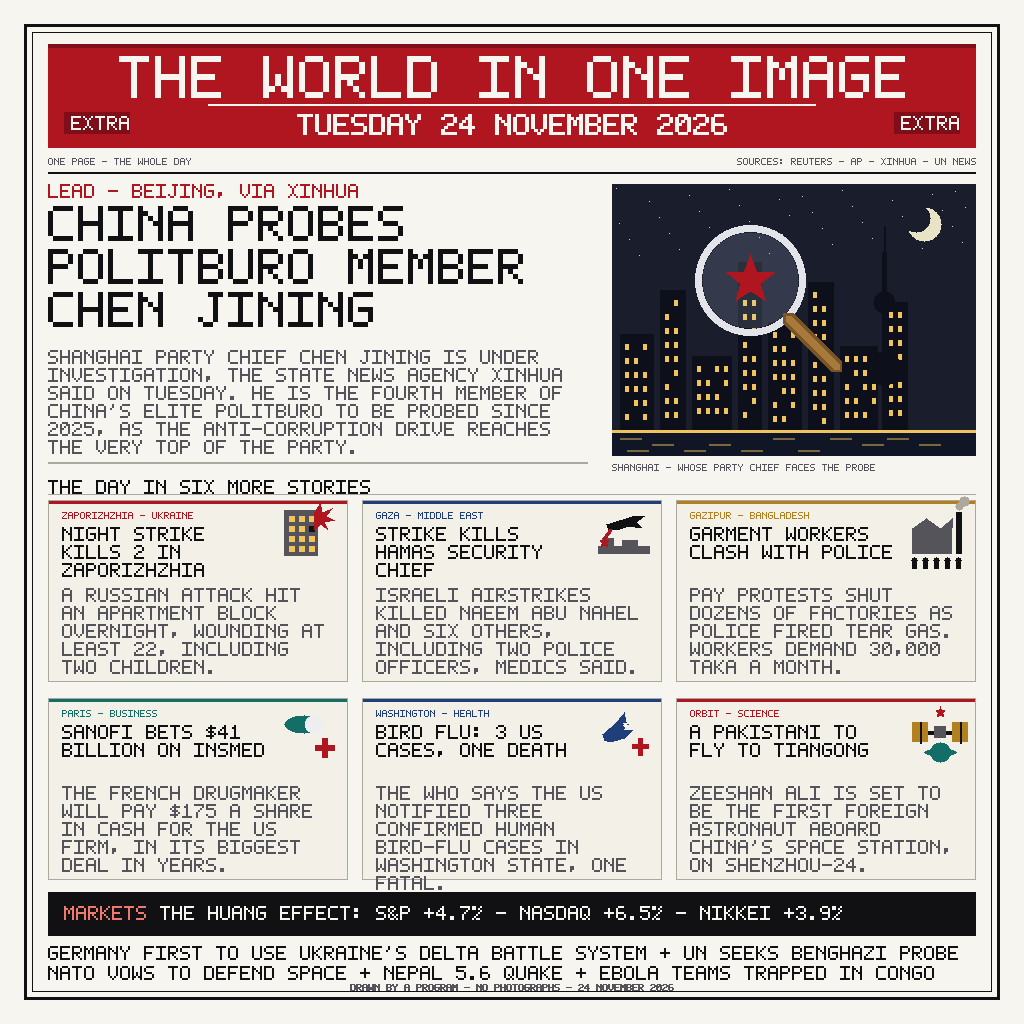 THE WORLD IN ONE IMAGE
EXTRA
TUESDAY 24 NOVEMBER 2026
EXTRA
ONE PAGE - THE WHOLE DAY
SOURCES: REUTERS - AP - XINHUA - UN NEWS
LEAD - BEIJING, VIA XINHUA
CHINA PROBES
POLITBURO MEMBER
CHEN JINING
SHANGHAI PARTY CHIEF CHEN JINING IS UNDER
INVESTIGATION, THE STATE NEWS AGENCY XINHUA
SAID ON TUESDAY. HE IS THE FOURTH MEMBER OF
CHINA'S ELITE POLITBURO TO BE PROBED SINCE
2025, AS THE ANTI-CORRUPTION DRIVE REACHES
THE VERY TOP OF THE PARTY.
SHANGHAI - WHOSE PARTY CHIEF FACES THE PROBE
THE DAY IN SIX MORE STORIES
ZAPORIZHZHIA - UKRAINE
NIGHT STRIKE
KILLS 2 IN
ZAPORIZHZHIA
A RUSSIAN ATTACK HIT
AN APARTMENT BLOCK
OVERNIGHT, WOUNDING AT
LEAST 22, INCLUDING
TWO CHILDREN.
GAZA - MIDDLE EAST
STRIKE KILLS
HAMAS SECURITY
CHIEF
ISRAELI AIRSTRIKES
KILLED NAEEM ABU NAHEL
AND SIX OTHERS,
INCLUDING TWO POLICE
OFFICERS, MEDICS SAID.
GAZIPUR - BANGLADESH
GARMENT WORKERS
CLASH WITH POLICE
PAY PROTESTS SHUT
DOZENS OF FACTORIES AS
POLICE FIRED TEAR GAS.
WORKERS DEMAND 30,000
TAKA A MONTH.
PARIS - BUSINESS
SANOFI BETS $41
BILLION ON INSMED
THE FRENCH DRUGMAKER
WILL PAY $175 A SHARE
IN CASH FOR THE US
FIRM, IN ITS BIGGEST
DEAL IN YEARS.
WASHINGTON - HEALTH
BIRD FLU: 3 US
CASES, ONE DEATH
THE WHO SAYS THE US
NOTIFIED THREE
CONFIRMED HUMAN
BIRD-FLU CASES IN
WASHINGTON STATE, ONE
FATAL.
ORBIT - SCIENCE
A PAKISTANI TO
FLY TO TIANGONG
ZEESHAN ALI IS SET TO
BE THE FIRST FOREIGN
ASTRONAUT ABOARD
CHINA'S SPACE STATION,
ON SHENZHOU-24.
MARKETS THE HUANG EFFECT: S&P +4.7% - NASDAQ +6.5% - NIKKEI +3.9%
GERMANY FIRST TO USE UKRAINE'S DELTA BATTLE SYSTEM + UN SEEKS BENGHAZI PROBE
NATO VOWS TO DEFEND SPACE + NEPAL 5.6 QUAKE + EBOLA TEAMS TRAPPED IN CONGO
DRAWN BY A PROGRAM - NO PHOTOGRAPHS - 24 NOVEMBER 2026